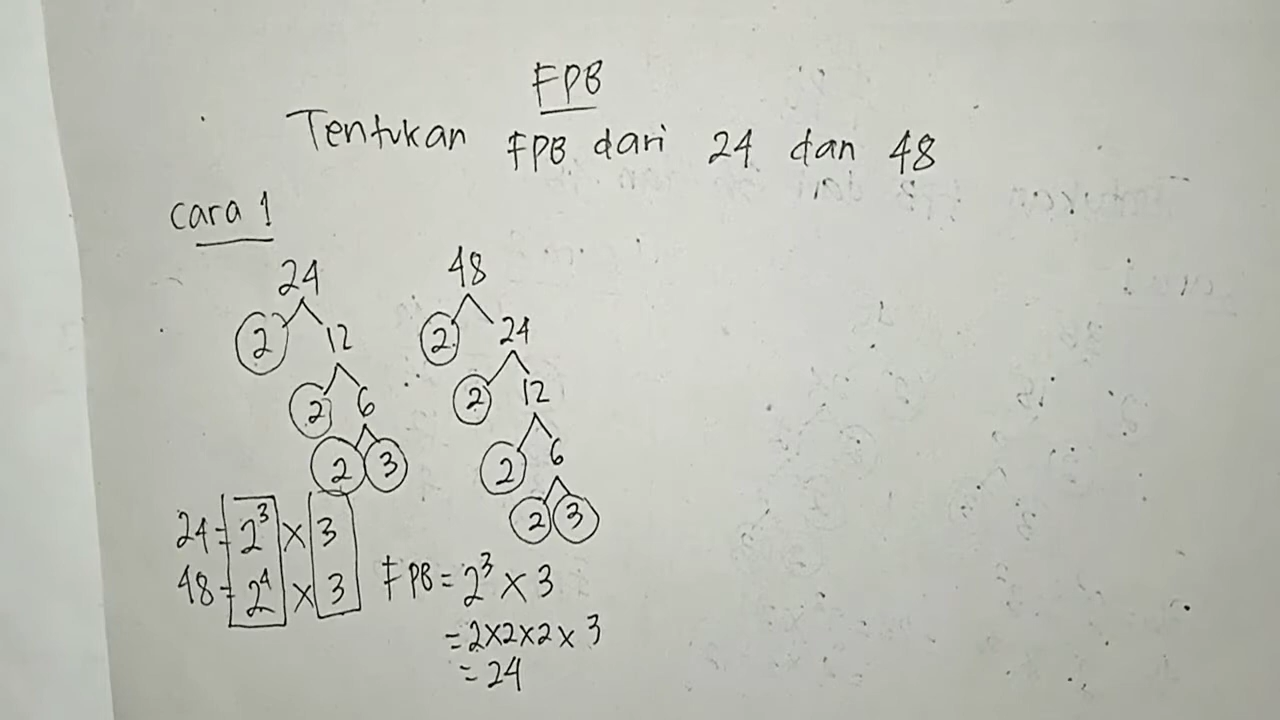 FPB
Tentukan FPB dari 24 dan 48
Cara 1
24 48
2 12 2 24
2 6 2 12
2 3 2 6
2 3
24 = 2³ × 3
48 = 2⁴ × 3
FPB = 2³ × 3
= 2×2×2 × 3
= 24